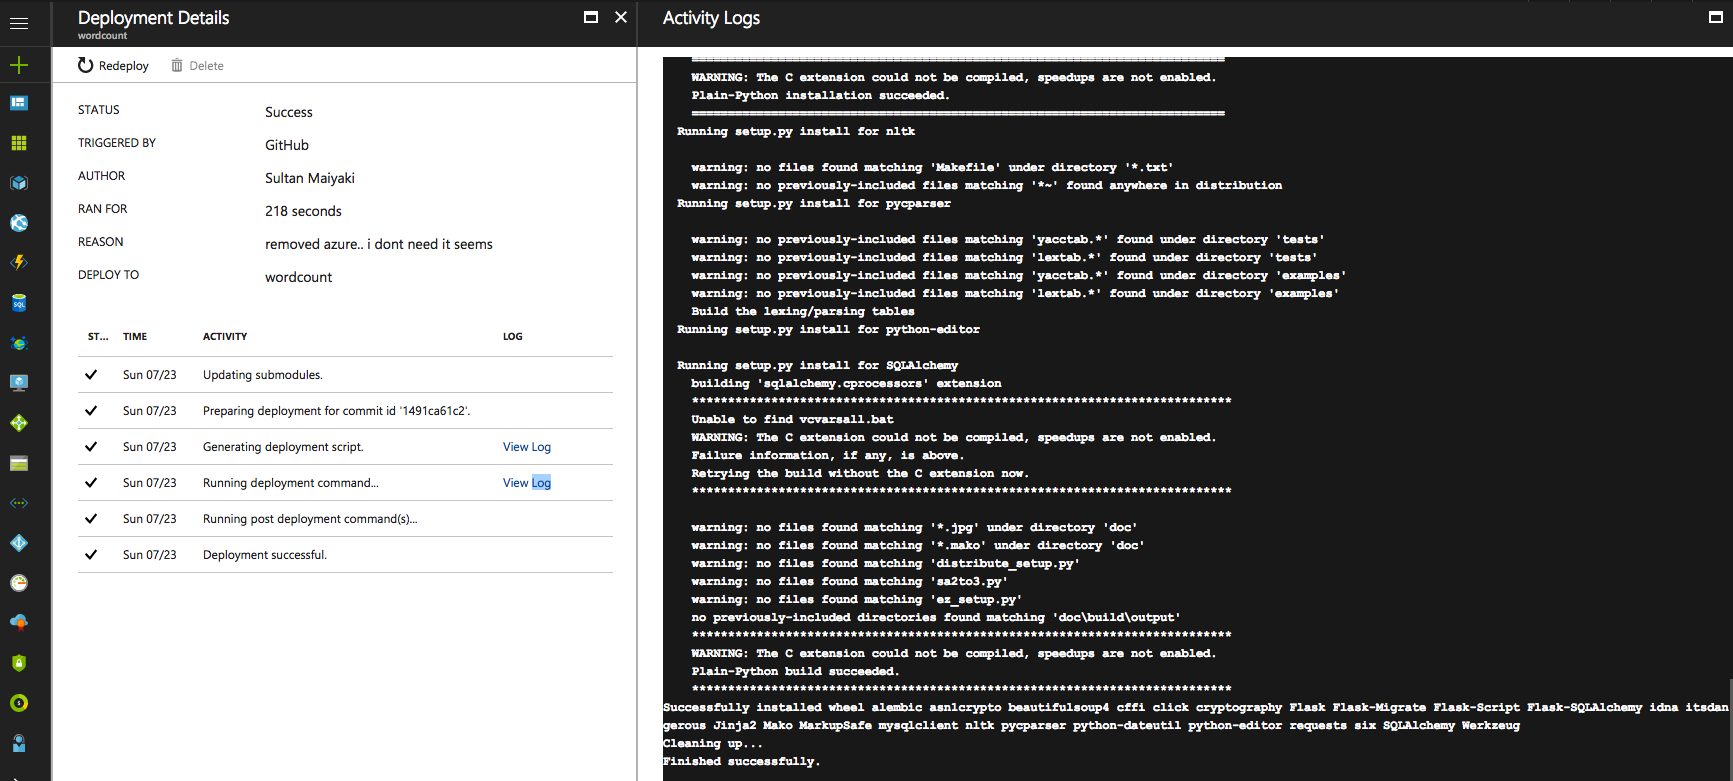 Deployment Details
wordcount
Redeploy Delete
STATUS Success
TRIGGERED BY GitHub
AUTHOR Sultan Maiyaki
RAN FOR 218 seconds
REASON removed azure.. i dont need it seems
DEPLOY TO wordcount
ST... TIME ACTIVITY LOG
Sun 07/23 Updating submodules.
Sun 07/23 Preparing deployment for commit id '1491ca61c2'.
Sun 07/23 Generating deployment script. View Log
Sun 07/23 Running deployment command... View Log
Sun 07/23 Running post deployment command(s)...
Sun 07/23 Deployment successful.
Activity Logs
==========================================================================
WARNING: The C extension could not be compiled, speedups are not enabled.
Plain-Python installation succeeded.
==========================================================================
Running setup.py install for nltk
warning: no files found matching 'Makefile' under directory '*.txt'
warning: no previously-included files matching '*~' found anywhere in distribution
Running setup.py install for pycparser
warning: no previously-included files matching 'yacctab.*' found under directory 'tests'
warning: no previously-included files matching 'lextab.*' found under directory 'tests'
warning: no previously-included files matching 'yacctab.*' found under directory 'examples'
warning: no previously-included files matching 'lextab.*' found under directory 'examples'
Build the lexing/parsing tables
Running setup.py install for python-editor
Running setup.py install for SQLAlchemy
building 'sqlalchemy.cprocessors' extension
***************************************************************************
Unable to find vcvarsall.bat
WARNING: The C extension could not be compiled, speedups are not enabled.
Failure information, if any, is above.
Retrying the build without the C extension now.
***************************************************************************
warning: no files found matching '*.jpg' under directory 'doc'
warning: no files found matching '*.mako' under directory 'doc'
warning: no files found matching 'distribute_setup.py'
warning: no files found matching 'sa2to3.py'
warning: no files found matching 'ez_setup.py'
no previously-included directories found matching 'doc\build\output'
***************************************************************************
WARNING: The C extension could not be compiled, speedups are not enabled.
Plain-Python build succeeded.
***************************************************************************
Successfully installed wheel alembic asn1crypto beautifulsoup4 cffi click cryptography Flask Flask-Migrate Flask-Script Flask-SQLAlchemy idna itsdan
gerous Jinja2 Mako MarkupSafe mysqlclient nltk pycparser python-dateutil python-editor requests six SQLAlchemy Werkzeug
Cleaning up...
Finished successfully.
SQL